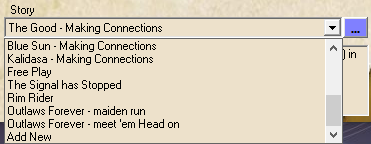 Story
The Good - Making Connections
...
Blue Sun - Making Connections
) in
Kalidasa - Making Connections
Free Play
The Signal has Stopped
Rim Rider
Outlaws Forever - maiden run
Outlaws Forever - meet 'em Head on
Add New